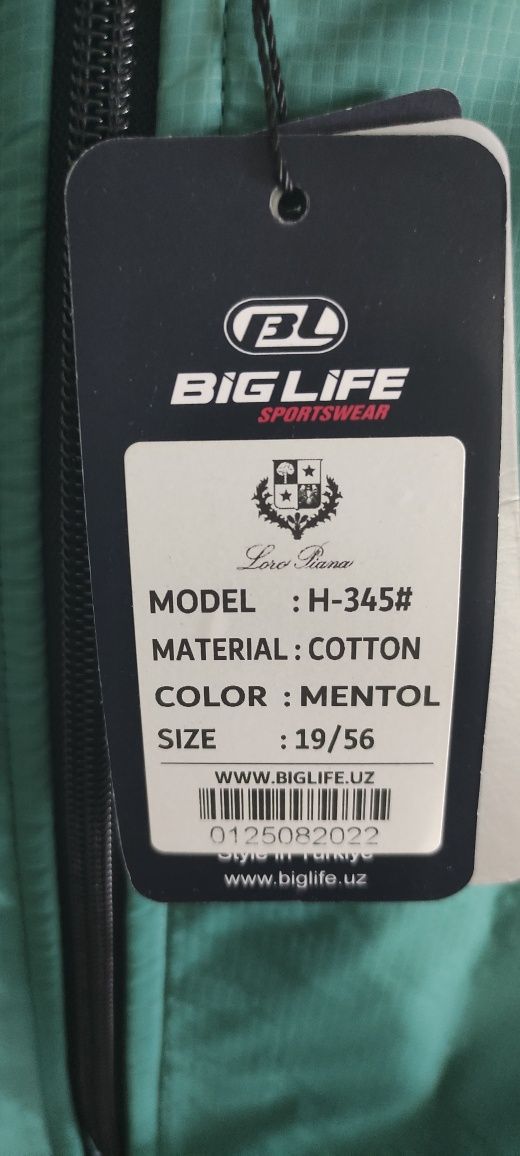 BL
BIG LIFE
SPORTSWEAR
Loro Piana
MODEL : H-345#
MATERIAL : COTTON
COLOR : MENTOL
SIZE : 19/56
WWW.BIGLIFE.UZ
0125082022
Style in Türkiye
www.biglife.uz